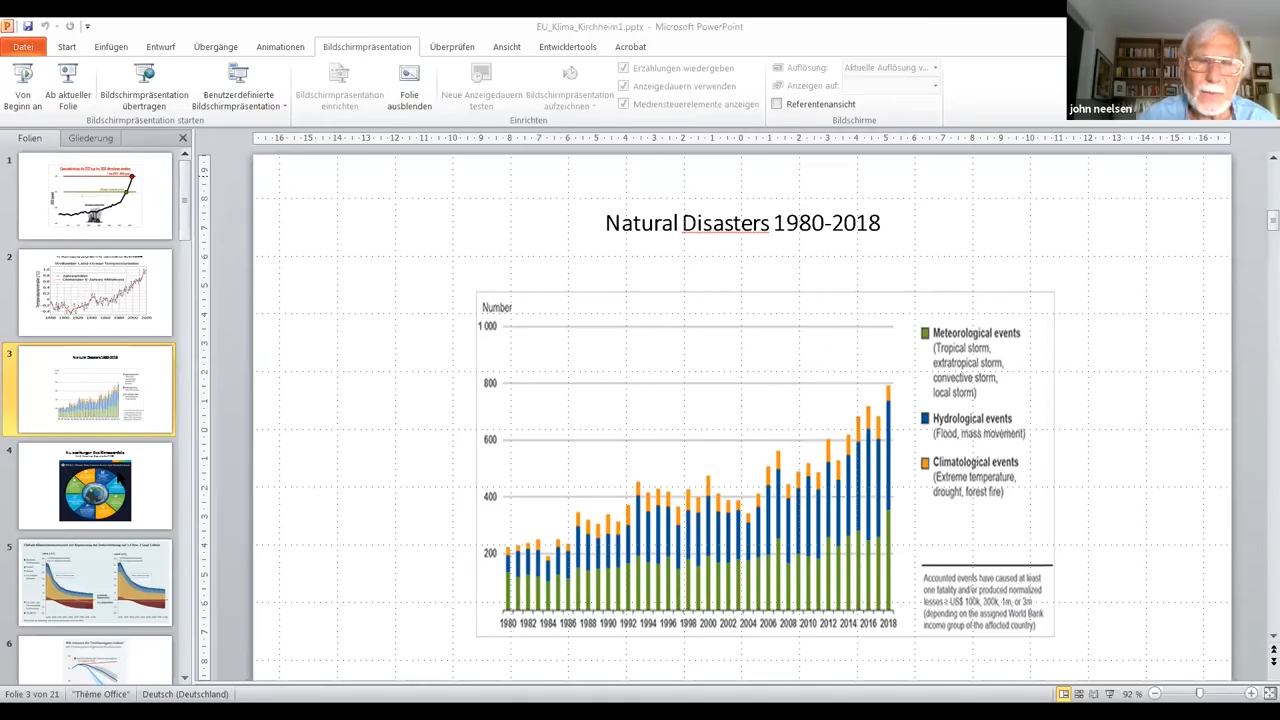 EU_Klima_Kirchheim1.pptx - Microsoft PowerPoint
Datei Start Einfügen Entwurf Übergänge Animationen Bildschirmpräsentation Überprüfen Ansicht Entwicklertools Acrobat
Von Beginn an
Ab aktueller Folie
Bildschirmpräsentation übertragen
Benutzerdefinierte Bildschirmpräsentation
Bildschirmpräsentation starten
Bildschirmpräsentation einrichten
Folie ausblenden
Neue Anzeigedauern testen
Bildschirmpräsentation aufzeichnen
Erzählungen wiedergeben
Anzeigedauern verwenden
Mediensteuerelemente anzeigen
Einrichten
Auflösung: Aktuelle Auflösung v...
Anzeigen auf:
Referentenansicht
Bildschirme
john neelsen
Folien Gliederung
1
2
3
4
5
6
Natural Disasters 1980-2018
Number
1 000
800
600
400
200
1980 1982 1984 1986 1988 1990 1992 1994 1996 1998 2000 2002 2004 2006 2008 2010 2012 2014 2016 2018
Meteorological events
(Tropical storm,
extratropical storm,
convective storm,
local storm)
Hydrological events
(Flood, mass movement)
Climatological events
(Extreme temperature,
drought, forest fire)
Accounted events have caused at least
one fatality and/or produced normalized
losses ≥ US$ 100k, 300k, 1m, or 3m
(depending on the assigned World Bank
income group of the affected country)
Folie 3 von 21 "Thème Office" Deutsch (Deutschland) 92 %